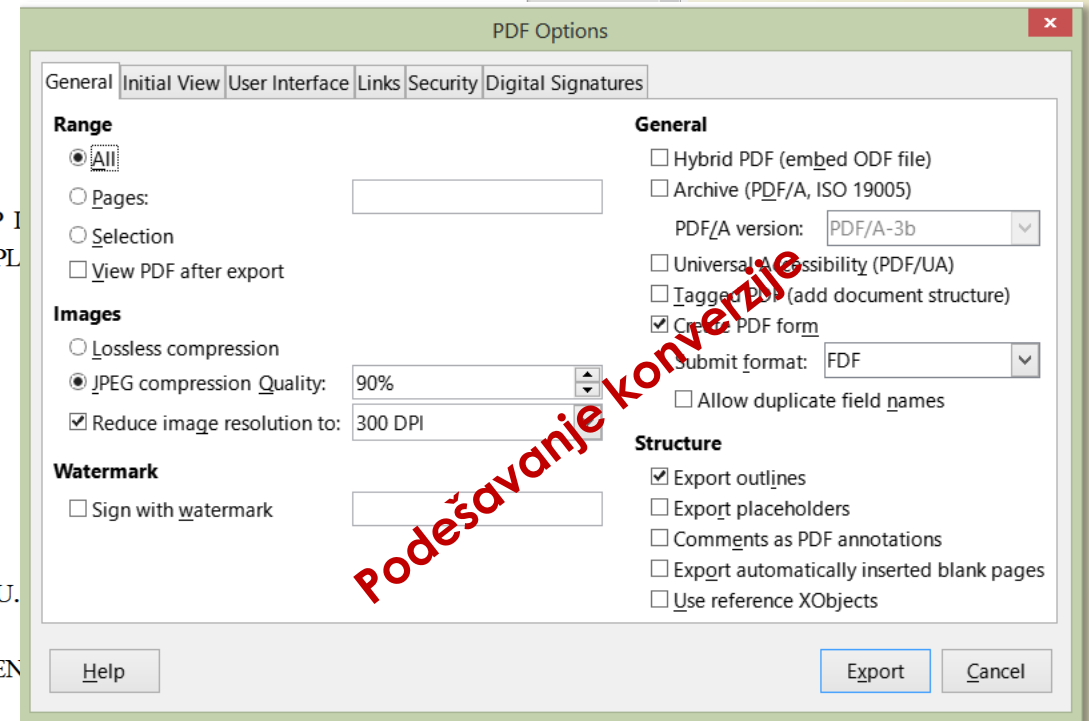 PDF Options
x
General Initial View User Interface Links Security Digital Signatures
Range
All
Pages:
Selection
View PDF after export
Images
Lossless compression
JPEG compression Quality: 90%
Reduce image resolution to: 300 DPI
Watermark
Sign with watermark
General
Hybrid PDF (embed ODF file)
Archive (PDF/A, ISO 19005)
PDF/A version: PDF/A-3b
Universal Accessibility (PDF/UA)
Tagged PDF (add document structure)
Create PDF form
Submit format: FDF
Allow duplicate field names
Structure
Export outlines
Export placeholders
Comments as PDF annotations
Export automatically inserted blank pages
Use reference XObjects
Podešavanje konverzije
Help Export Cancel